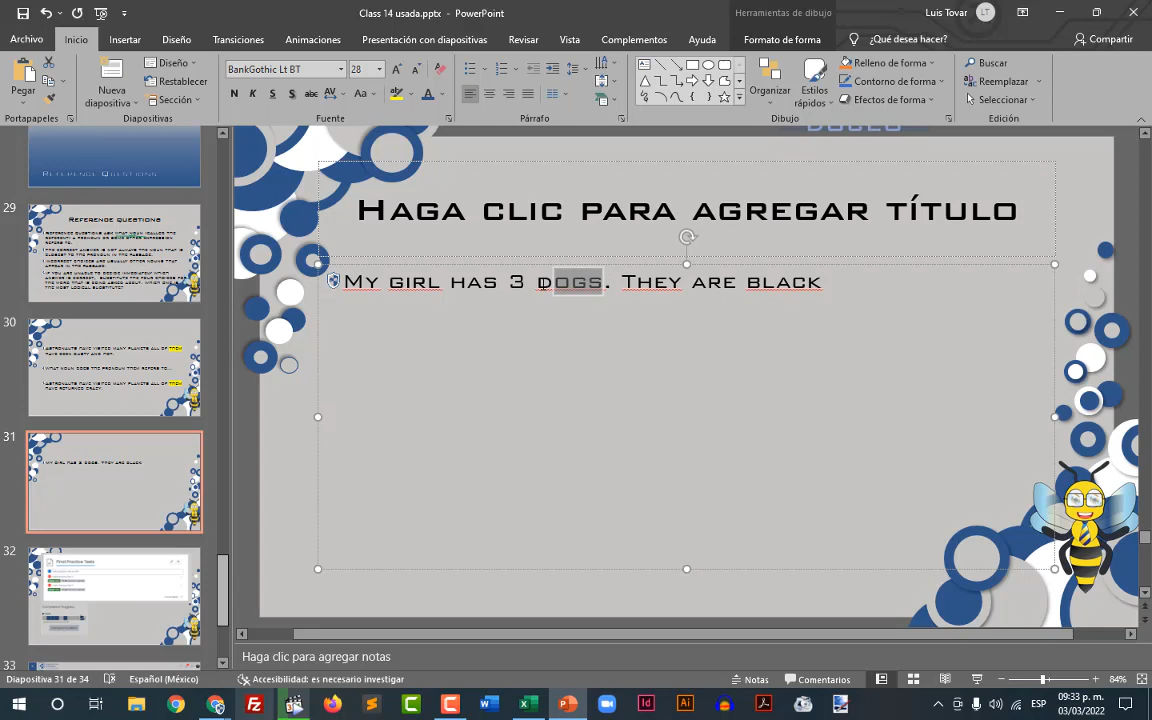 Class 14 usada.pptx - PowerPoint
Herramientas de dibujo
Luis Tovar
LT
Archivo
Inicio
Insertar
Diseño
Transiciones
Animaciones
Presentación con diapositivas
Revisar
Vista
Complementos
Ayuda
Formato de forma
¿Qué desea hacer?
Compartir
Pegar
Nueva diapositiva
Diseño
Restablecer
Sección
BankGothic Lt BT
28
N K S S abc AV Aa A
Organizar
Estilos rápidos
Relleno de forma
Contorno de forma
Efectos de forma
Buscar
Reemplazar
Seleccionar
Portapapeles
Diapositivas
Fuente
Párrafo
Dibujo
Edición
Reference Questions
29
Reference questions
30
31
My girl has 3 dogs. They are black
32
Final Practice Tests
33
Haga clic para agregar título
My girl has 3 dogs. They are black
Haga clic para agregar notas
Diapositiva 31 de 34
Español (México)
Accesibilidad: es necesario investigar
Notas
Comentarios
84%
ESP
09:33 p. m.
03/03/2022